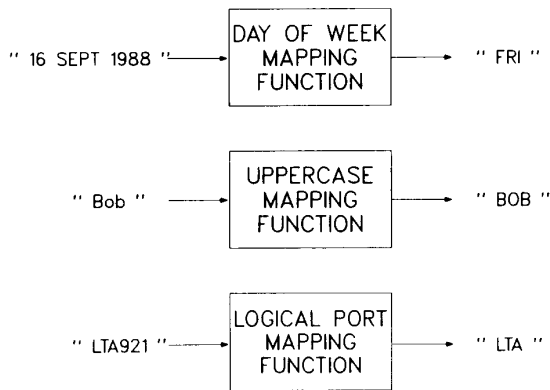 DAY OF WEEK
" 16 SEPT 1988 " MAPPING " FRI "
FUNCTION
UPPERCASE
" Bob " MAPPING " BOB "
FUNCTION
LOGICAL PORT
" LTA921 " MAPPING " LTA "
FUNCTION